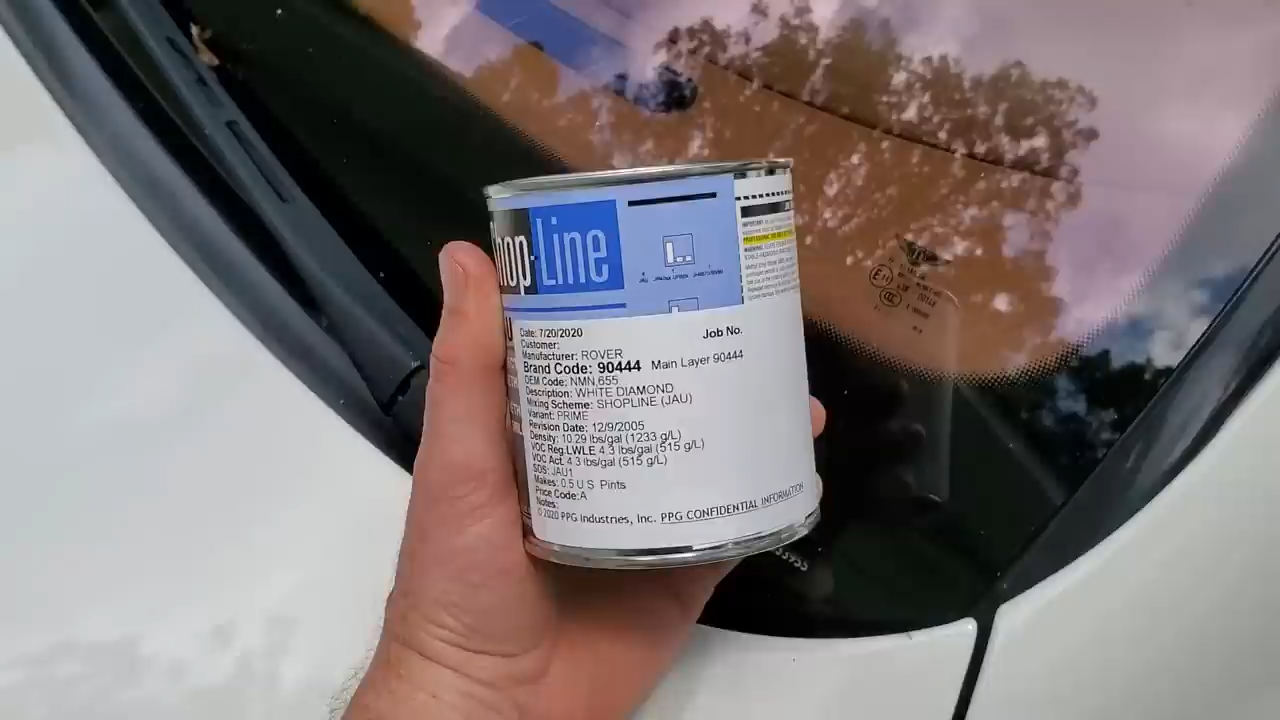 hop-Line
IMPORTANT:
Date: 7/20/2020
Job No.
Customer:
Manufacturer: ROVER
Brand Code: 90444 Main Layer 90444
OEM Code: NMN,655
Description: WHITE DIAMOND
Mixing Scheme: SHOPLINE (JAU)
Variant: PRIME
Revision Date: 12/9/2005
Density: 10.29 lbs/gal (1233 g/L)
VOC Reg.LWLE 4.3 lbs/gal (515 g/L)
VOC Act. 4.3 lbs/gal (515 g/L)
SDS: JAU1
Makes: 0.5 U S Pints
Price Code:A
Notes:
©2020 PPG Industries, Inc. PPG CONFIDENTIAL INFORMATION